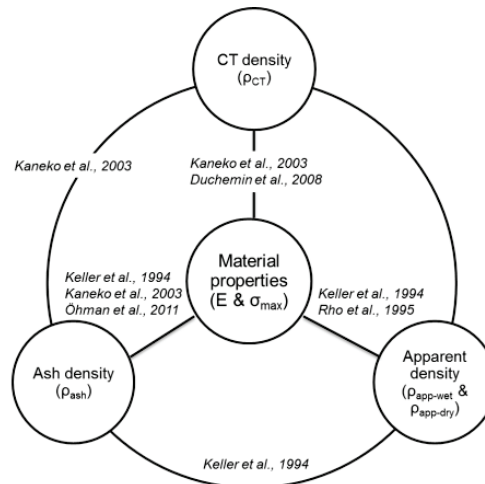 CT density
(ρCT)
Kaneko et al., 2003
Kaneko et al., 2003
Duchemin et al., 2008
Material
properties
(E & σmax)
Keller et al., 1994
Kaneko et al., 2003
Öhman et al., 2011
Keller et al., 1994
Rho et al., 1995
Ash density
(ρash)
Apparent
density
(ρapp-wet &
ρapp-dry)
Keller et al., 1994